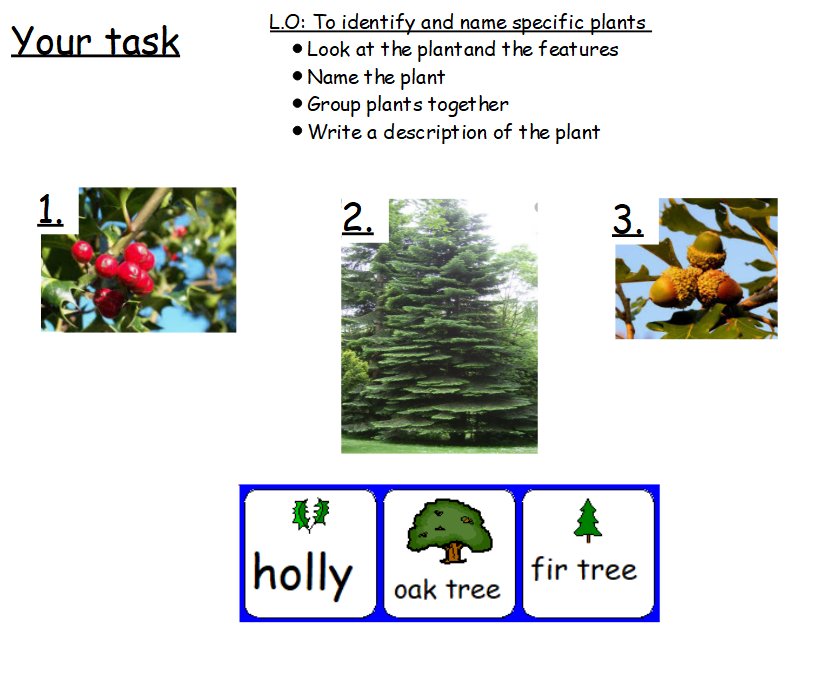 Your task
L.O: To identify and name specific plants
• Look at the plantand the features
• Name the plant
• Group plants together
• Write a description of the plant
1.
2.
3.
holly
oak tree
fir tree